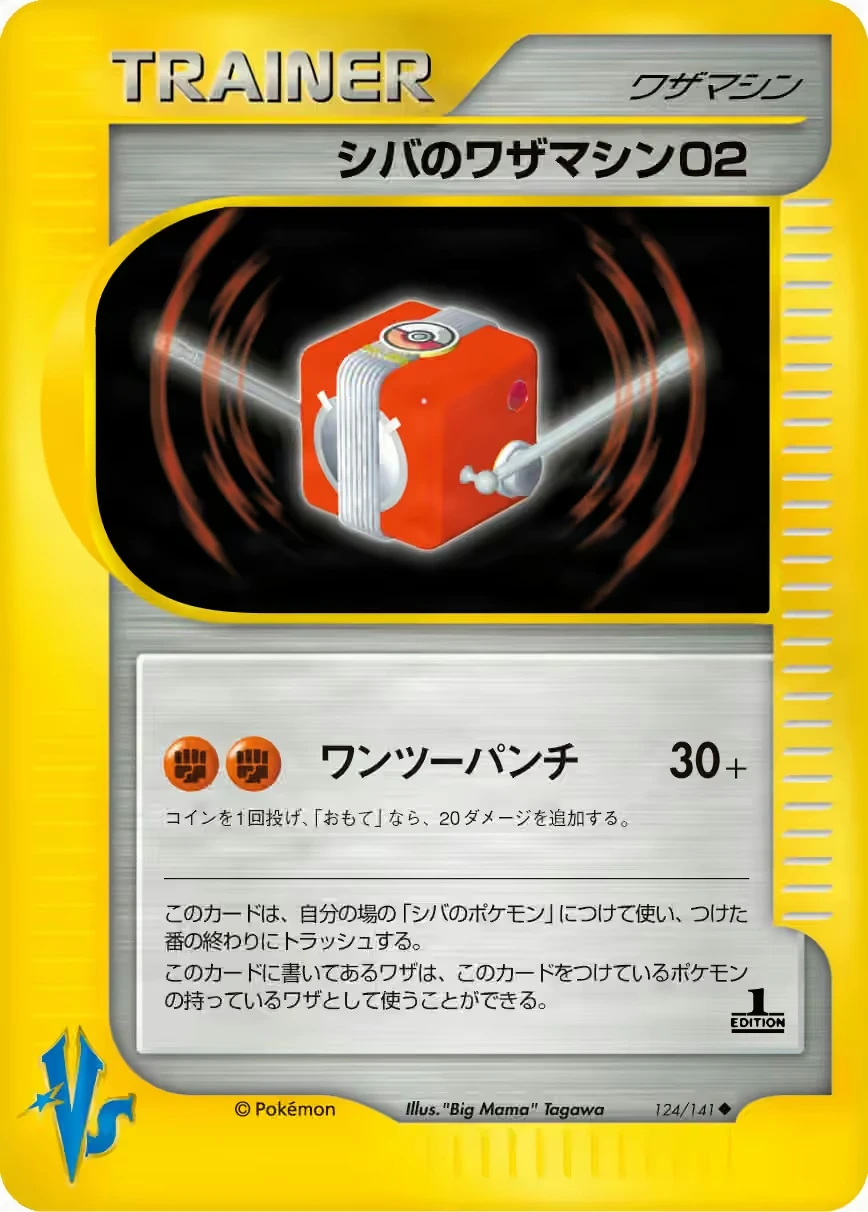 TRAINER
ワザマシン
シバのワザマシン02
ワンツーパンチ 30+
コインを1回投げ、「おもて」なら、20ダメージを追加する。
このカードは、自分の場の「シバのポケモン」につけて使い、つけた
番の終わりにトラッシュする。
このカードに書いてあるワザは、このカードをつけているポケモン
の持っているワザとして使うことができる。
1
EDITION
VS
© Pokémon Illus."Big Mama" Tagawa 124/141◆